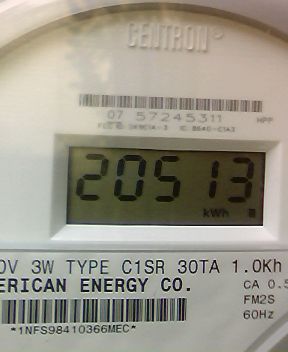 CENTRON
07 57245311 HPP
20513
kWh
0V 3W TYPE C1SR 30TA 1.0Kh
ERICAN ENERGY CO. CA 0.5
FM2S
*1NFS98410366MEC* 60Hz